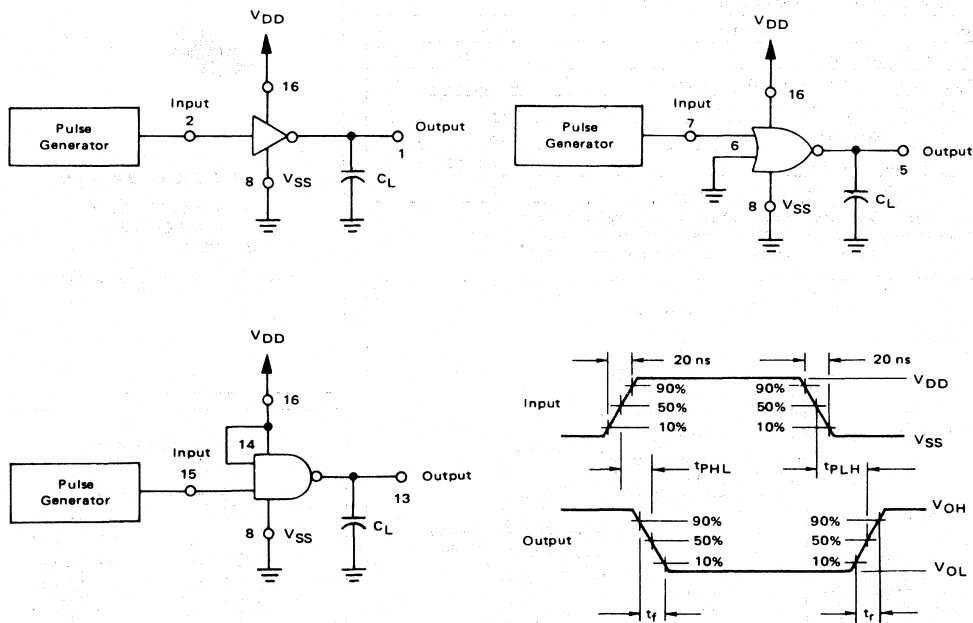 VDD
16
Input
2
Pulse
Generator
Output
1
CL
8
VSS
VDD
16
Input
7
Pulse
Generator
6
Output
5
CL
8
VSS
VDD
16
14
Input
15
Pulse
Generator
Output
13
CL
8
VSS
20 ns
20 ns
VDD
90%
90%
Input
50%
50%
10%
10%
VSS
tPHL
tPLH
VOH
90%
90%
Output
50%
50%
10%
10%
VOL
tf
tr